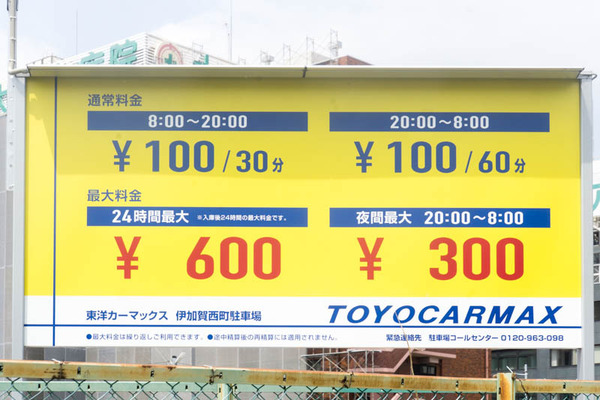 病院
通常料金
8:00〜20:00
20:00〜8:00
¥100/30分
¥100/60分
最大料金
24時間最大 ※入庫後24時間の最大料金です。
夜間最大 20:00〜8:00
¥ 600
¥ 300
東洋カーマックス 伊加賀西町駐車場
TOYOCARMAX
●最大料金は繰り返しご利用できます。 ●途中精算後の再精算には適用されません。
緊急連絡先 駐車場コールセンター 0120-963-098